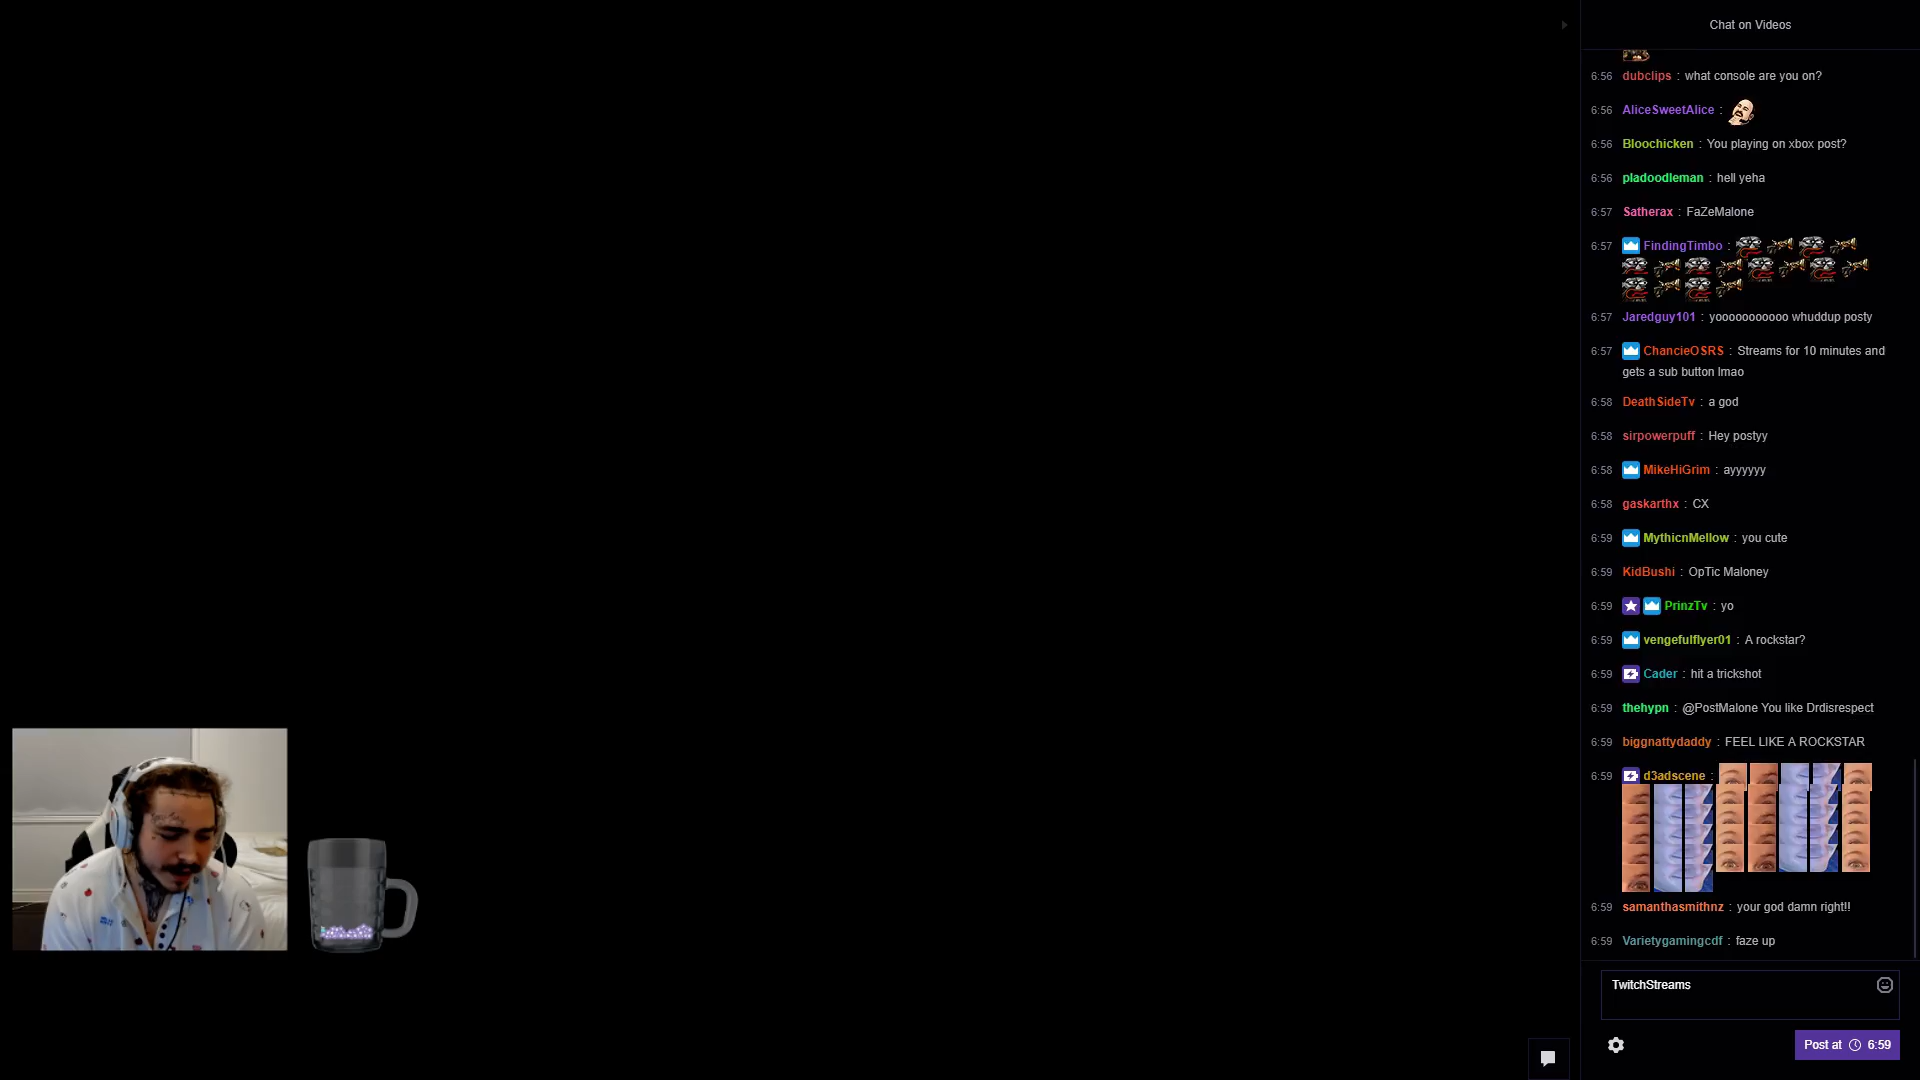 Chat on Videos
6:56 dubclips : what console are you on?
6:56 AliceSweetAlice :
6:56 Bloochicken : You playing on xbox post?
6:56 pladoodleman : hell yeha
6:57 Satherax : FaZeMalone
6:57 FindingTimbo :
6:57 Jaredguy101 : yooooooooooo whuddup posty
6:57 ChancieOSRS : Streams for 10 minutes and
gets a sub button lmao
6:58 DeathSideTv : a god
6:58 sirpowerpuff : Hey postyy
6:58 MikeHiGrim : ayyyyyy
6:58 gaskarthx : CX
6:59 MythicnMellow : you cute
6:59 KidBushi : OpTic Maloney
6:59 PrinzTv : yo
6:59 vengefulflyer01 : A rockstar?
6:59 Cader : hit a trickshot
6:59 thehypn : @PostMalone You like Drdisrespect
6:59 biggnattydaddy : FEEL LIKE A ROCKSTAR
6:59 d3adscene :
6:59 samanthasmithnz : your god damn right!!
6:59 Varietygamingcdf : faze up
TwitchStreams
Post at 6:59